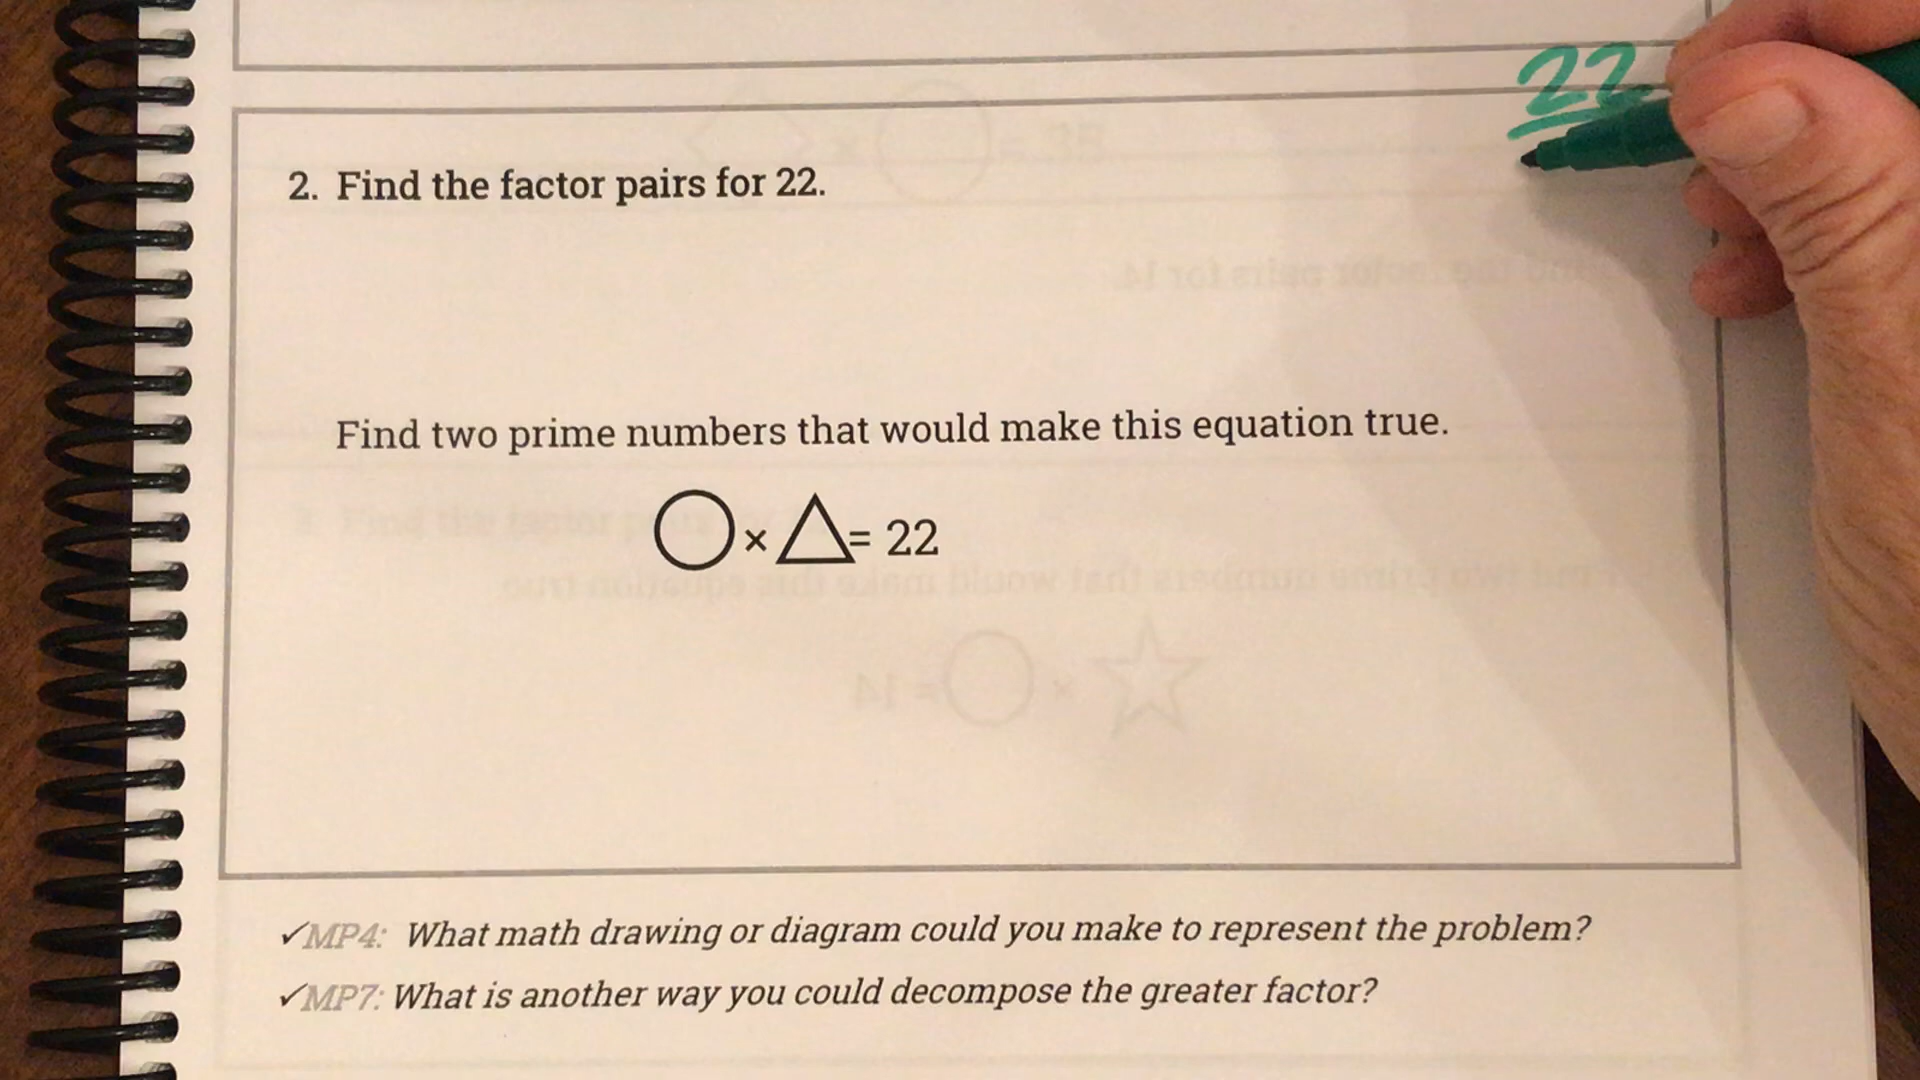 22
2. Find the factor pairs for 22.
Find two prime numbers that would make this equation true.
◯ × △ = 22
✓MP4: What math drawing or diagram could you make to represent the problem?
✓MP7: What is another way you could decompose the greater factor?